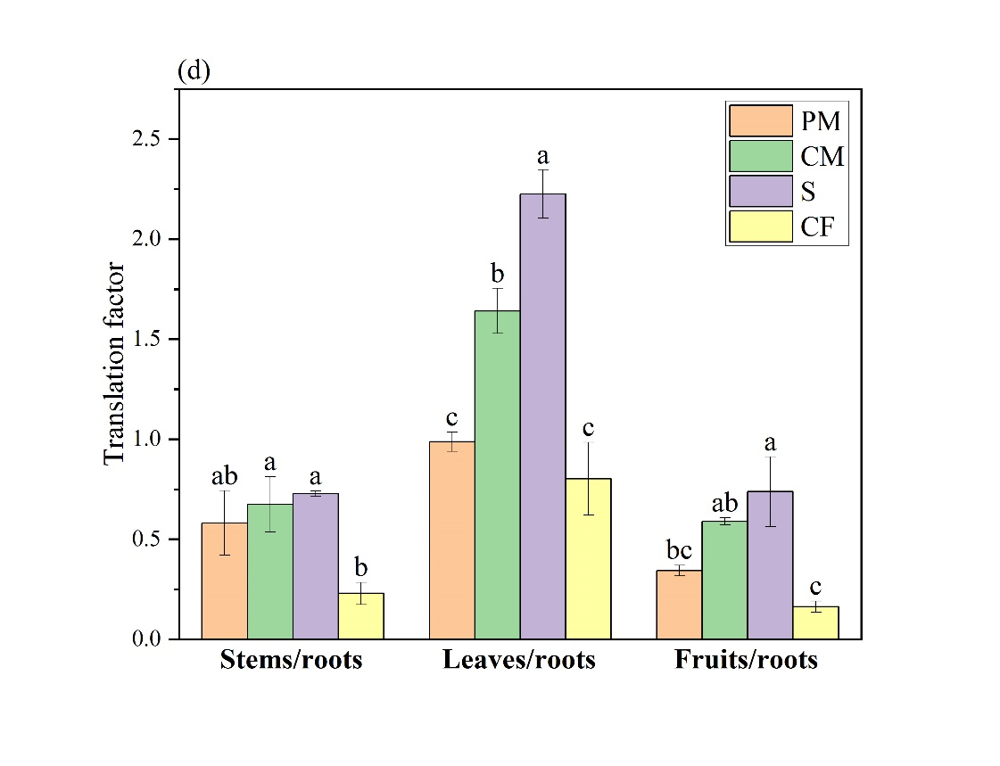 (d)
PM
CM
S
CF
Translation factor
2.5
2.0
1.5
1.0
0.5
0.0
ab
a
a
b
c
b
a
c
bc
ab
a
c
Stems/roots
Leaves/roots
Fruits/roots